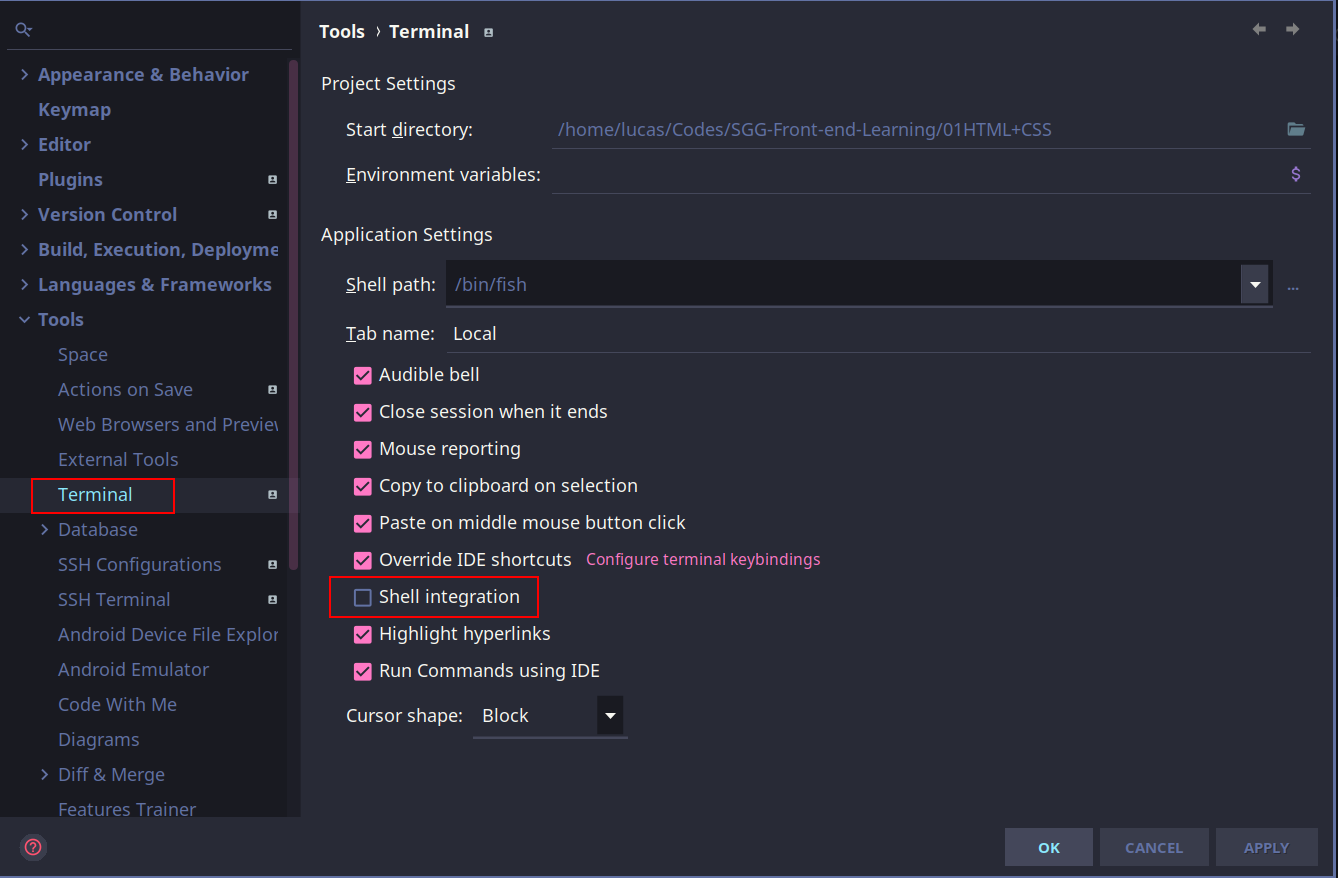 Appearance & Behavior
Keymap
Editor
Plugins
Version Control
Build, Execution, Deployme
Languages & Frameworks
Tools
Space
Actions on Save
Web Browsers and Preview
External Tools
Terminal
Database
SSH Configurations
SSH Terminal
Android Device File Explor
Android Emulator
Code With Me
Diagrams
Diff & Merge
Features Trainer
Tools › Terminal
Project Settings
Start directory: /home/lucas/Codes/SGG-Front-end-Learning/01HTML+CSS
Environment variables: $
Application Settings
Shell path: /bin/fish ...
Tab name: Local
Audible bell
Close session when it ends
Mouse reporting
Copy to clipboard on selection
Paste on middle mouse button click
Override IDE shortcuts Configure terminal keybindings
Shell integration
Highlight hyperlinks
Run Commands using IDE
Cursor shape: Block
? OK CANCEL APPLY